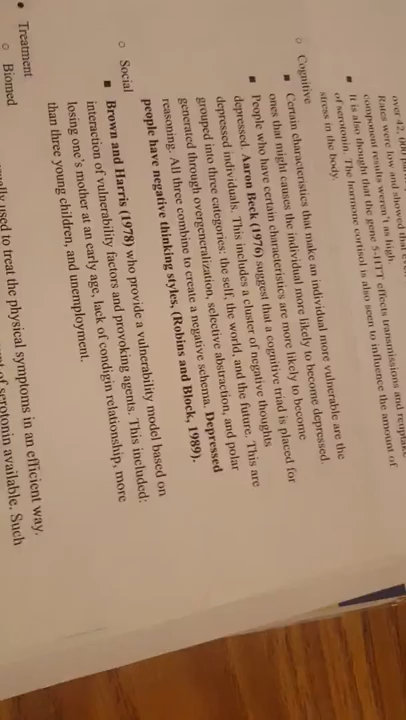 over 42, 000
Rates were low and showed that
component results weren't as high.
▪ It is also thought that the gene 5-HTT effects transmissions and reuptake
of serotonin. The hormone cortisol is also seen to influence the amount of
stress in the body.
○ Cognitive
▪ Certain characteristics that make an individual more vulnerable are the
ones that might causes the individual more likely to become depressed.
▪ People who have certain characteristics are more likely to become
depressed. Aaron Beck (1976) suggest that a cognitive triad is placed for
depressed individuals. This includes a cluster of negative thoughts
grouped into three categories: the self, the world, and the future. This are
generated through overgeneralization, selective abstraction, and polar
reasoning. All three combine to create a negative schema. Depressed
people have negative thinking styles, (Robins and Block, 1989).
○ Social
▪ Brown and Harris (1978) who provide a vulnerability model based on
interaction of vulnerability factors and provoking agents. This included:
losing one's mother at an early age, lack of condigin relationship, more
than three young children, and unemployment.
● Treatment
○ Biomed
used to treat the physical symptoms in an efficient way.
of serotonin available. Such